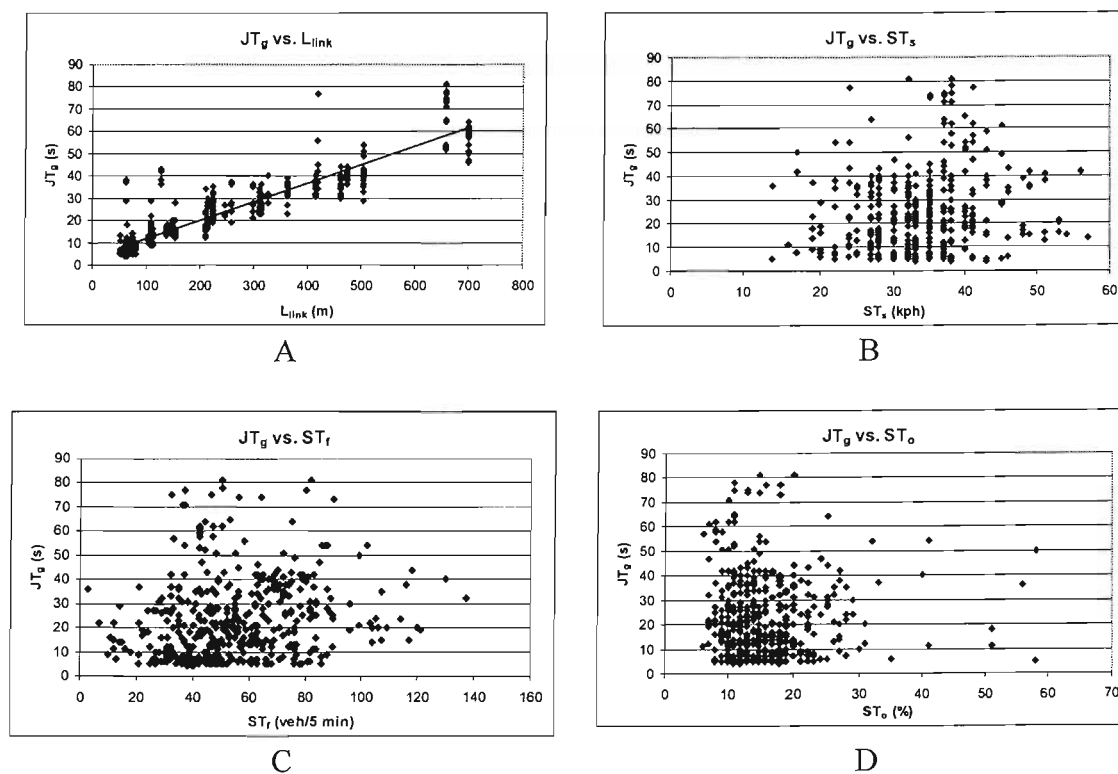 JTg vs. Llink
90
80
70
60
50
40
30
20
10
0
JTg (s)
0 100 200 300 400 500 600 700 800
Llink (m)
A
JTg vs. STs
90
80
70
60
50
40
30
20
10
0
JTg (s)
0 10 20 30 40 50 60
STs (kph)
B
JTg vs. STf
90
80
70
60
50
40
30
20
10
0
JTg (s)
0 20 40 60 80 100 120 140 160
STf (veh/5 min)
C
JTg vs. STo
90
80
70
60
50
40
30
20
10
0
JTg (s)
0 10 20 30 40 50 60 70
STo (%)
D